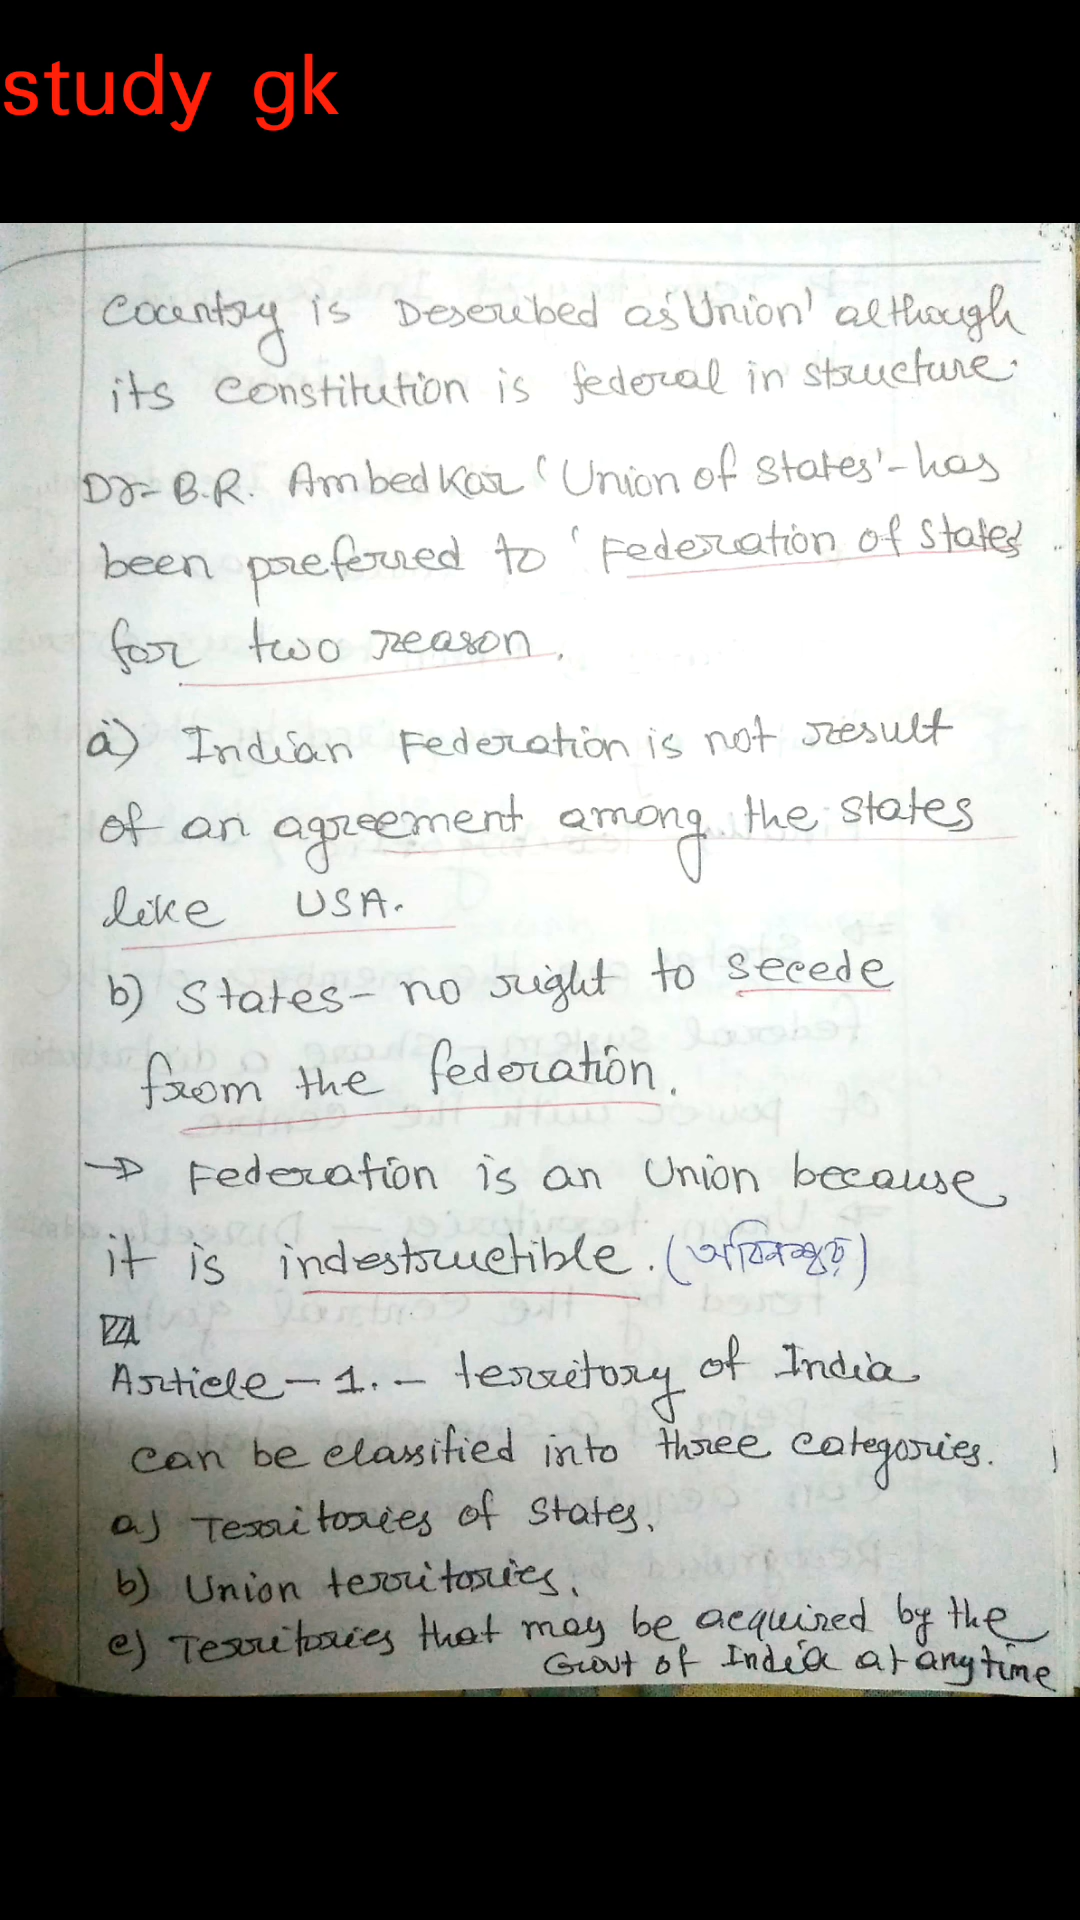 study gk
Country is Described as 'Union' although
its constitution is federal in structure.
Dr. B.R. Ambedkar 'Union of States' - has
been preferred to 'Federation of States'
for two reason.
a) Indian Federation is not result
of an agreement among the states
like USA.
b) States - no right to secede
from the federation.
→ Federation is an Union because
it is indestructible. (অবিনশ্বর)
Article - 1. - territory of India
can be classified into three categories.
a) Territories of States.
b) Union territories.
c) Territories that may be acquired by the
Govt of India at any time